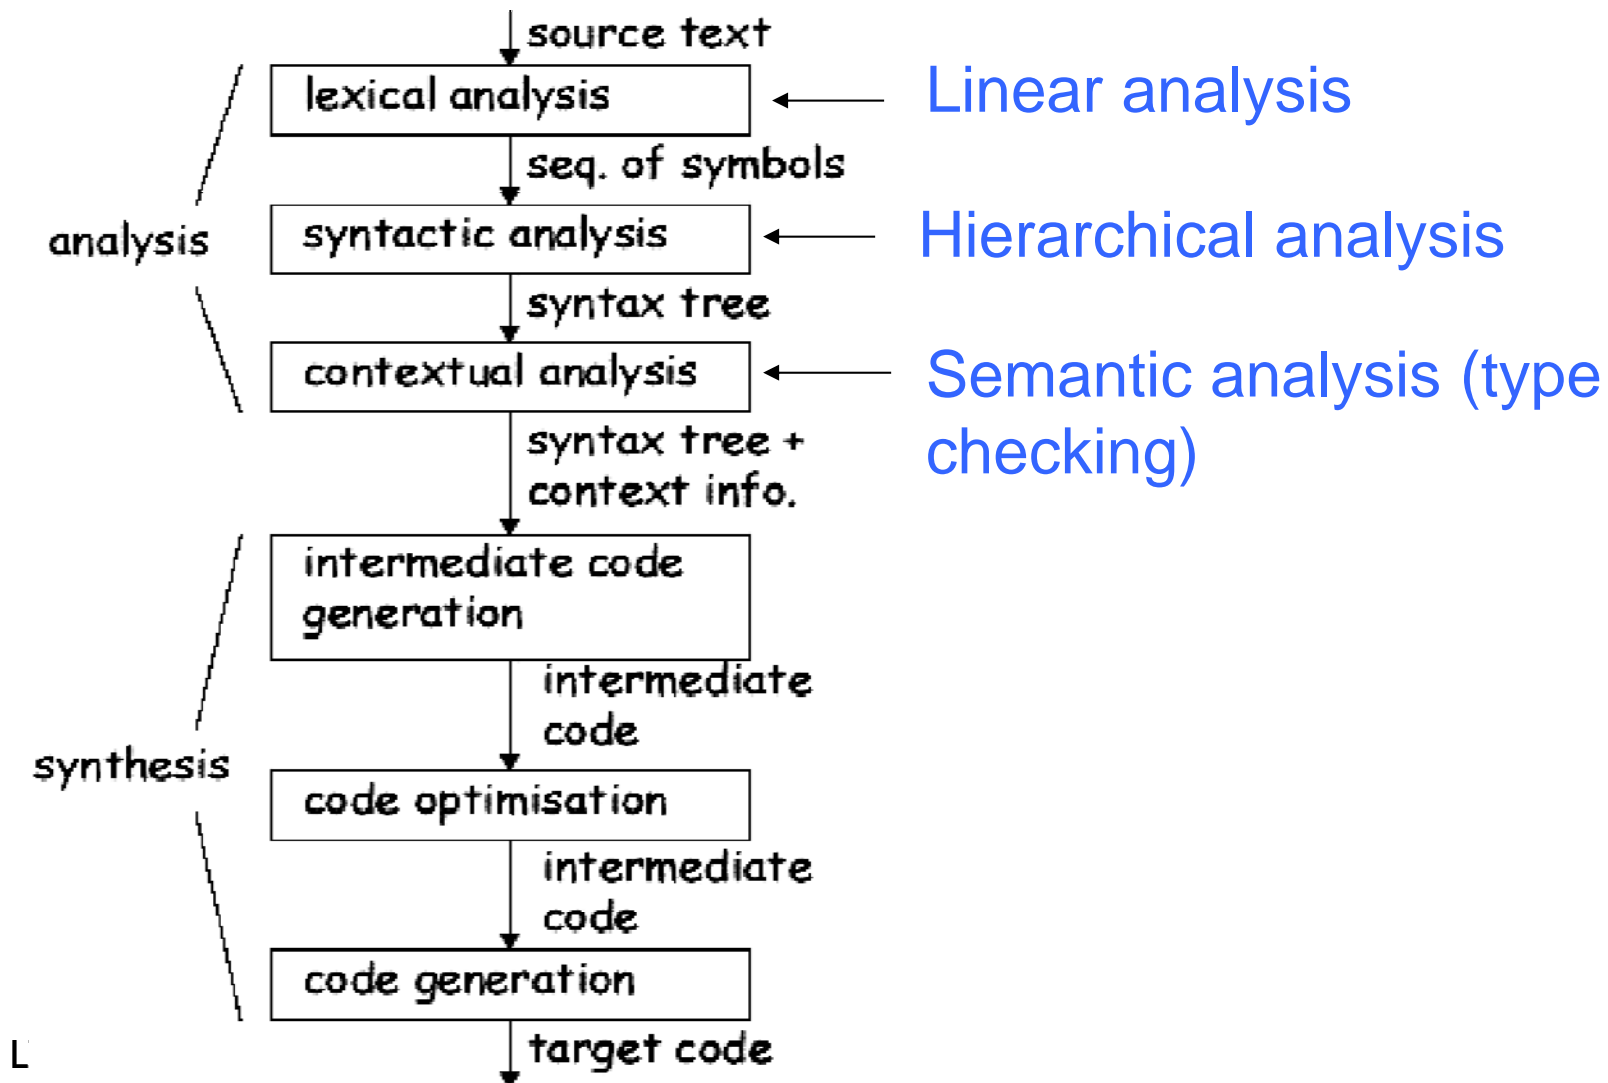 source text
lexical analysis
Linear analysis
seq. of symbols
analysis
syntactic analysis
Hierarchical analysis
syntax tree
contextual analysis
Semantic analysis (type
checking)
syntax tree +
context info.
intermediate code
generation
intermediate
code
synthesis
code optimisation
intermediate
code
code generation
target code
L